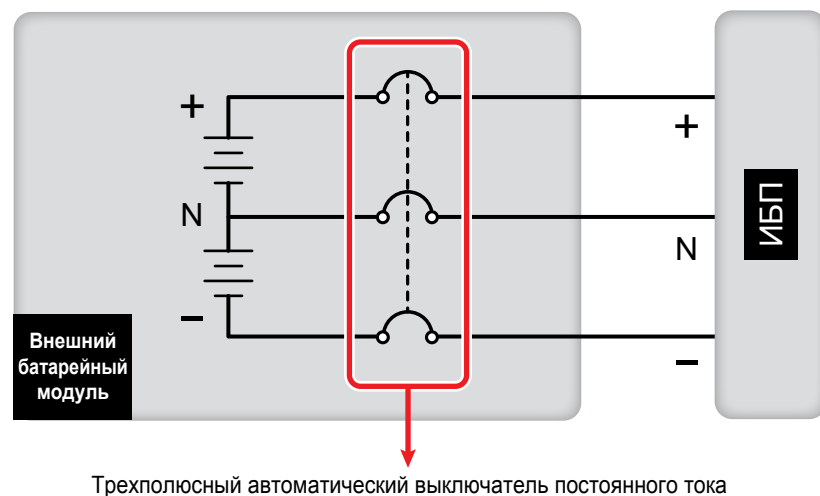 +
+
N
N
−
−
ИБП
Внешний
батарейный
модуль
Трехполюсный автоматический выключатель постоянного тока